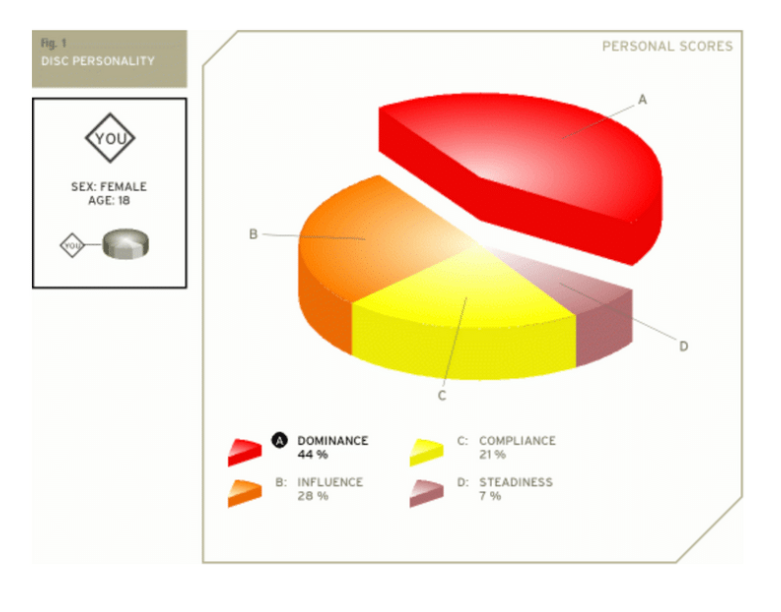 Fig. 1
DISC PERSONALITY
PERSONAL SCORES
YOU
SEX: FEMALE
AGE: 18
YOU
A
B
C
D
A DOMINANCE
44 %
B: INFLUENCE
28 %
C: COMPLIANCE
21 %
D: STEADINESS
7 %